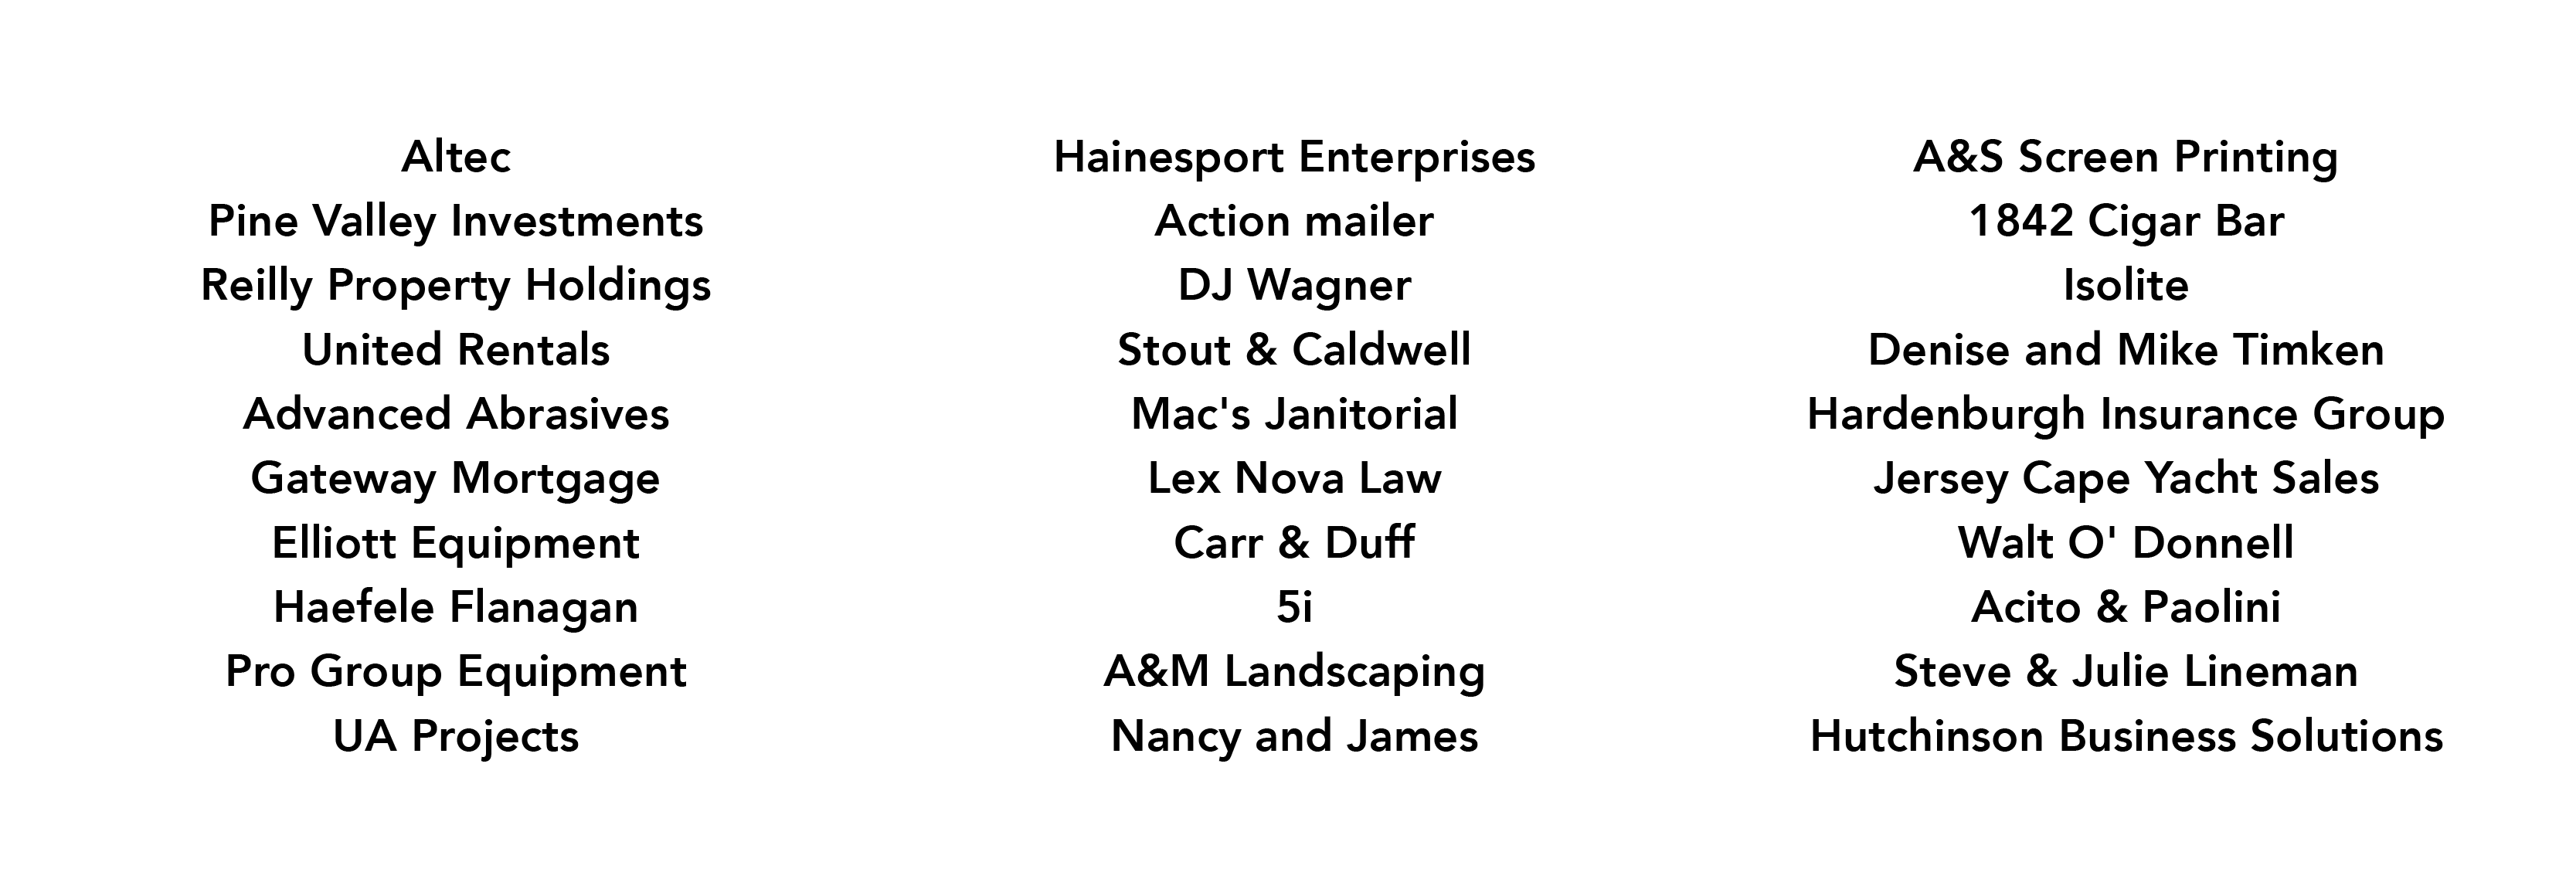 Altec
Pine Valley Investments
Reilly Property Holdings
United Rentals
Advanced Abrasives
Gateway Mortgage
Elliott Equipment
Haefele Flanagan
Pro Group Equipment
UA Projects
Hainesport Enterprises
Action mailer
DJ Wagner
Stout & Caldwell
Mac's Janitorial
Lex Nova Law
Carr & Duff
5i
A&M Landscaping
Nancy and James
A&S Screen Printing
1842 Cigar Bar
Isolite
Denise and Mike Timken
Hardenburgh Insurance Group
Jersey Cape Yacht Sales
Walt O' Donnell
Acito & Paolini
Steve & Julie Lineman
Hutchinson Business Solutions